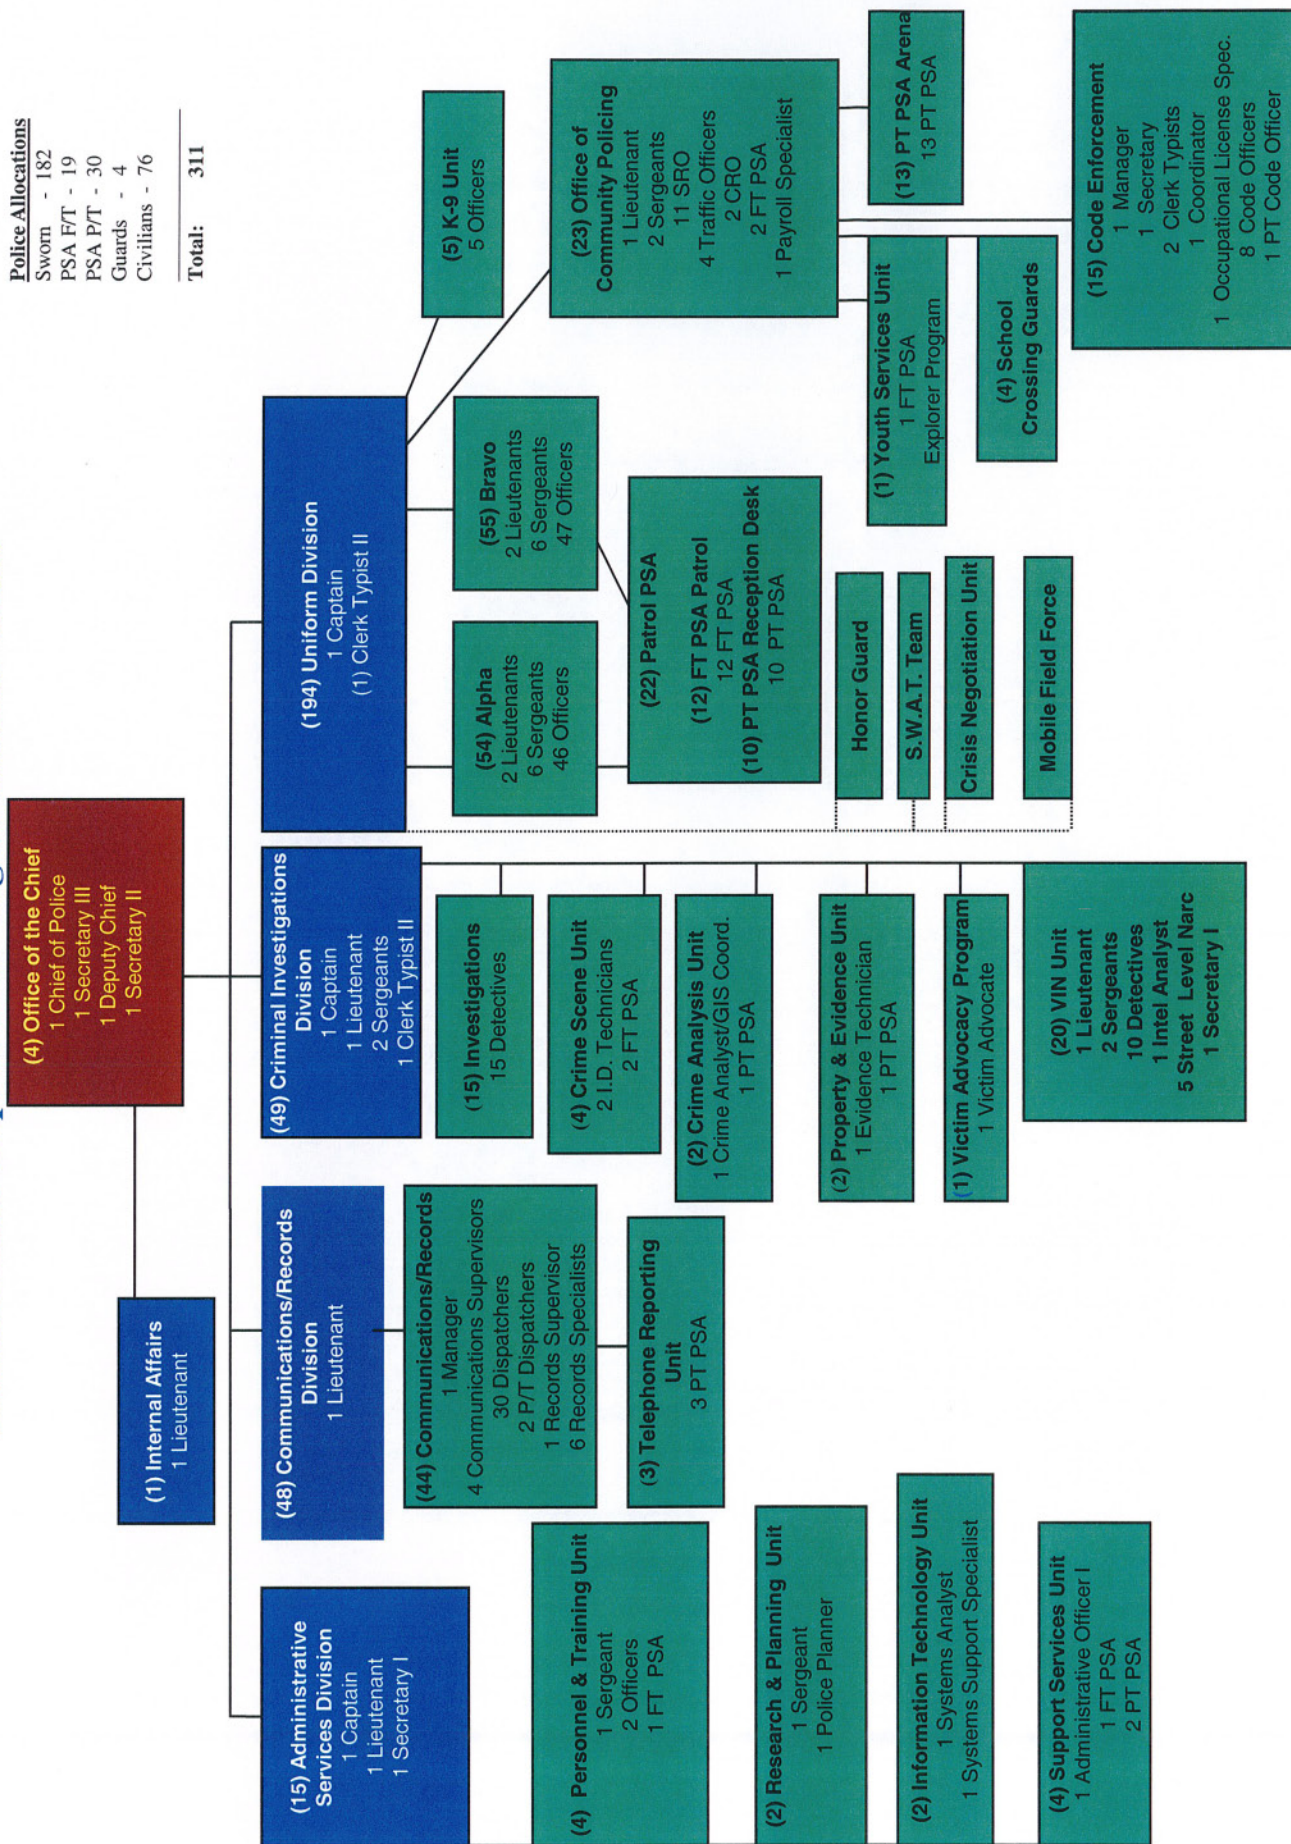 Police Allocations
Sworn - 182
PSA F/T - 19
PSA P/T - 30
Guards - 4
Civilians - 76
Total: 311
(4) Office of the Chief
1 Chief of Police
1 Secretary III
1 Deputy Chief
1 Secretary II
(1) Internal Affairs
1 Lieutenant
(15) Administrative
Services Division
1 Captain
1 Lieutenant
1 Secretary I
(4) Personnel & Training Unit
1 Sergeant
2 Officers
1 FT PSA
(2) Research & Planning Unit
1 Sergeant
1 Police Planner
(2) Information Technology Unit
1 Systems Analyst
1 Systems Support Specialist
(4) Support Services Unit
1 Administrative Officer I
1 FT PSA
2 PT PSA
(48) Communications/Records
Division
1 Lieutenant
(44) Communications/Records
1 Manager
4 Communications Supervisors
30 Dispatchers
2 P/T Dispatchers
1 Records Supervisor
6 Records Specialists
(3) Telephone Reporting
Unit
3 PT PSA
(49) Criminal Investigations
Division
1 Captain
1 Lieutenant
2 Sergeants
1 Clerk Typist II
(15) Investigations
15 Detectives
(4) Crime Scene Unit
2 I.D. Technicians
2 FT PSA
(2) Crime Analysis Unit
1 Crime Analyst/GIS Coord.
1 PT PSA
(2) Property & Evidence Unit
1 Evidence Technician
1 PT PSA
(1) Victim Advocacy Program
1 Victim Advocate
(20) VIN Unit
1 Lieutenant
2 Sergeants
10 Detectives
1 Intel Analyst
5 Street Level Narc
1 Secretary I
(194) Uniform Division
1 Captain
(1) Clerk Typist II
(54) Alpha
2 Lieutenants
6 Sergeants
46 Officers
(55) Bravo
2 Lieutenants
6 Sergeants
47 Officers
(22) Patrol PSA
(12) FT PSA Patrol
12 FT PSA
(10) PT PSA Reception Desk
10 PT PSA
Honor Guard
S.W.A.T. Team
Crisis Negotiation Unit
Mobile Field Force
(5) K-9 Unit
5 Officers
(23) Office of
Community Policing
1 Lieutenant
2 Sergeants
11 SRO
4 Traffic Officers
2 CRO
2 FT PSA
1 Payroll Specialist
(1) Youth Services Unit
1 FT PSA
Explorer Program
(13) PT PSA Arena
13 PT PSA
(4) School
Crossing Guards
(15) Code Enforcement
1 Manager
1 Secretary
2 Clerk Typists
1 Coordinator
1 Occupational License Spec.
8 Code Officers
1 PT Code Officer